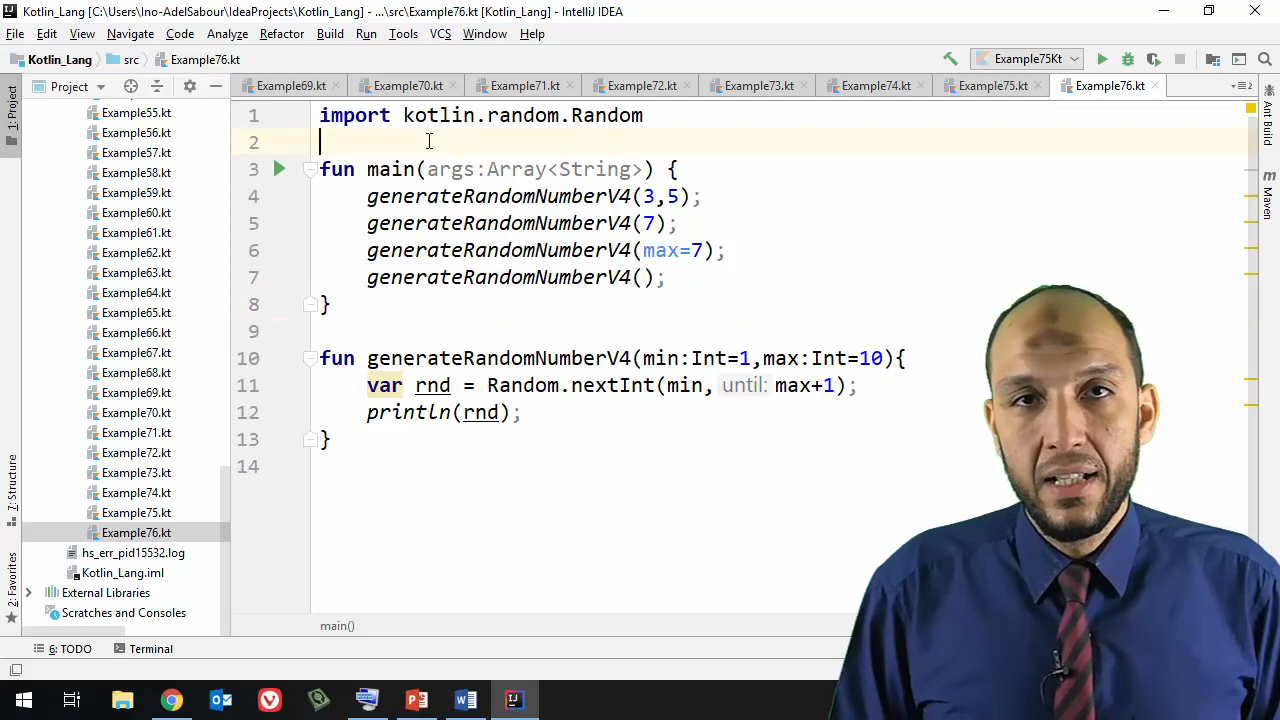 Kotlin_Lang [C:\Users\Ino-AdelSabour\IdeaProjects\Kotlin_Lang] - ...\src\Example76.kt [Kotlin_Lang] - IntelliJ IDEA
File Edit View Navigate Code Analyze Refactor Build Run Tools VCS Window Help
Kotlin_Lang src Example76.kt Example75Kt
Project Example69.kt Example70.kt Example71.kt Example72.kt Example73.kt Example74.kt Example75.kt Example76.kt
1: Project
7: Structure
2: Favorites
Example55.kt
Example56.kt
Example57.kt
Example58.kt
Example59.kt
Example60.kt
Example61.kt
Example62.kt
Example63.kt
Example64.kt
Example65.kt
Example66.kt
Example67.kt
Example68.kt
Example69.kt
Example70.kt
Example71.kt
Example72.kt
Example73.kt
Example74.kt
Example75.kt
Example76.kt
hs_err_pid15532.log
Kotlin_Lang.iml
External Libraries
Scratches and Consoles
1 import kotlin.random.Random
2
3 fun main(args:Array<String>) {
4 generateRandomNumberV4(3,5);
5 generateRandomNumberV4(7);
6 generateRandomNumberV4(max=7);
7 generateRandomNumberV4();
8 }
9
10 fun generateRandomNumberV4(min:Int=1,max:Int=10){
11 var rnd = Random.nextInt(min, until: max+1);
12 println(rnd);
13 }
14
main()
Ant Build
m Maven
6: TODO Terminal